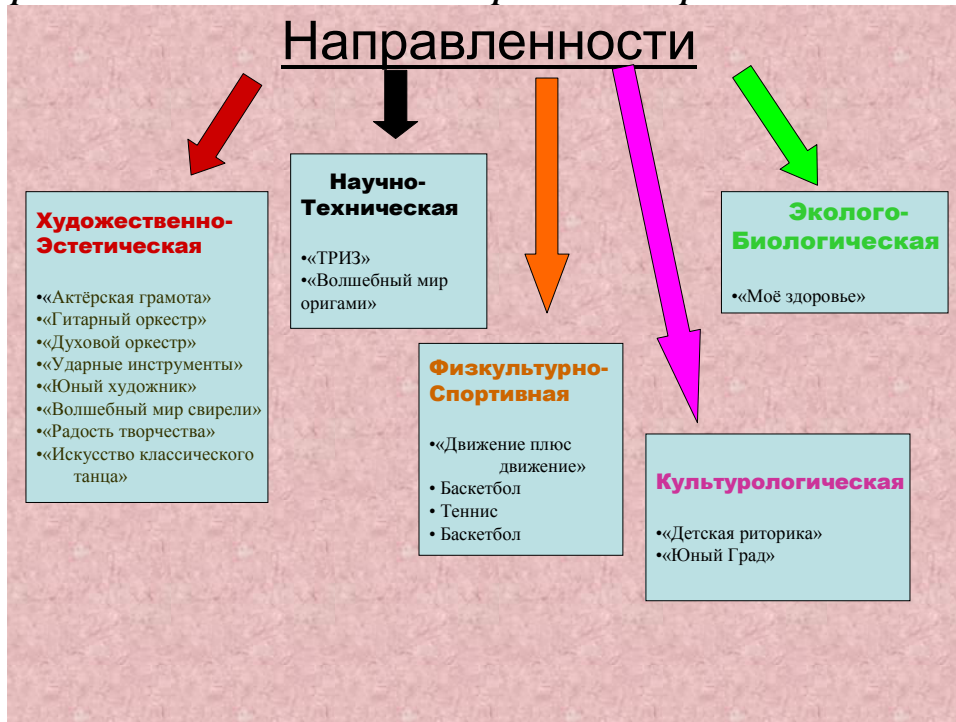 Направленности
Художественно-
Эстетическая
•«Актёрская грамота»
•«Гитарный оркестр»
•«Духовой оркестр»
•«Ударные инструменты»
•«Юный художник»
•«Волшебный мир свирели»
•«Радость творчества»
•«Искусство классического
танца»
Научно-
Техническая
•«ТРИЗ»
•«Волшебный мир
оригами»
Физкультурно-
Спортивная
•«Движение плюс
движение»
• Баскетбол
• Теннис
• Баскетбол
Культурологическая
•«Детская риторика»
•«Юный Град»
Эколого-
Биологическая
•«Моё здоровье»